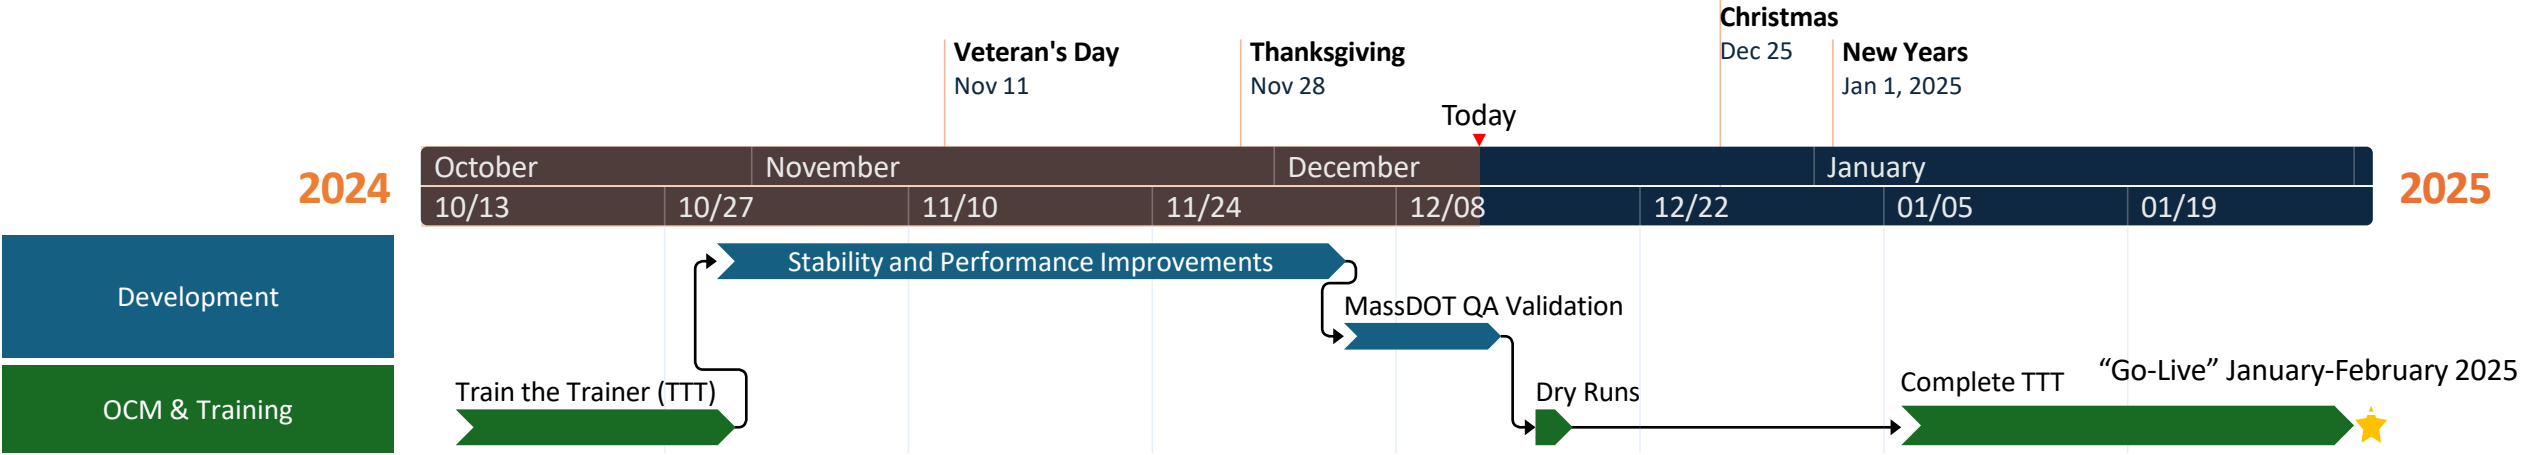 Christmas
Dec 25
Veteran's Day
Nov 11
Thanksgiving
Nov 28
New Years
Jan 1, 2025
Today
2024
October
November
December
January
2025
10/13
10/27
11/10
11/24
12/08
12/22
01/05
01/19
Development
Stability and Performance Improvements
MassDOT QA Validation
OCM & Training
Train the Trainer (TTT)
Dry Runs
Complete TTT
“Go-Live” January-February 2025